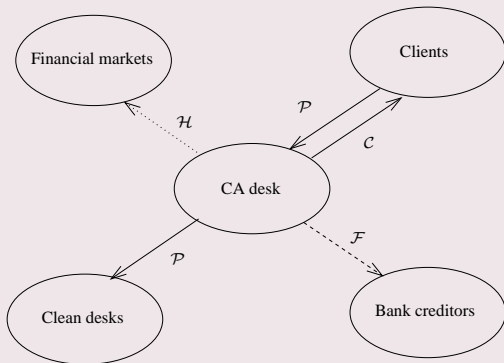 Financial markets
Clients
𝒫
ℋ
𝒞
CA desk
𝒫
ℱ
Clean desks
Bank creditors